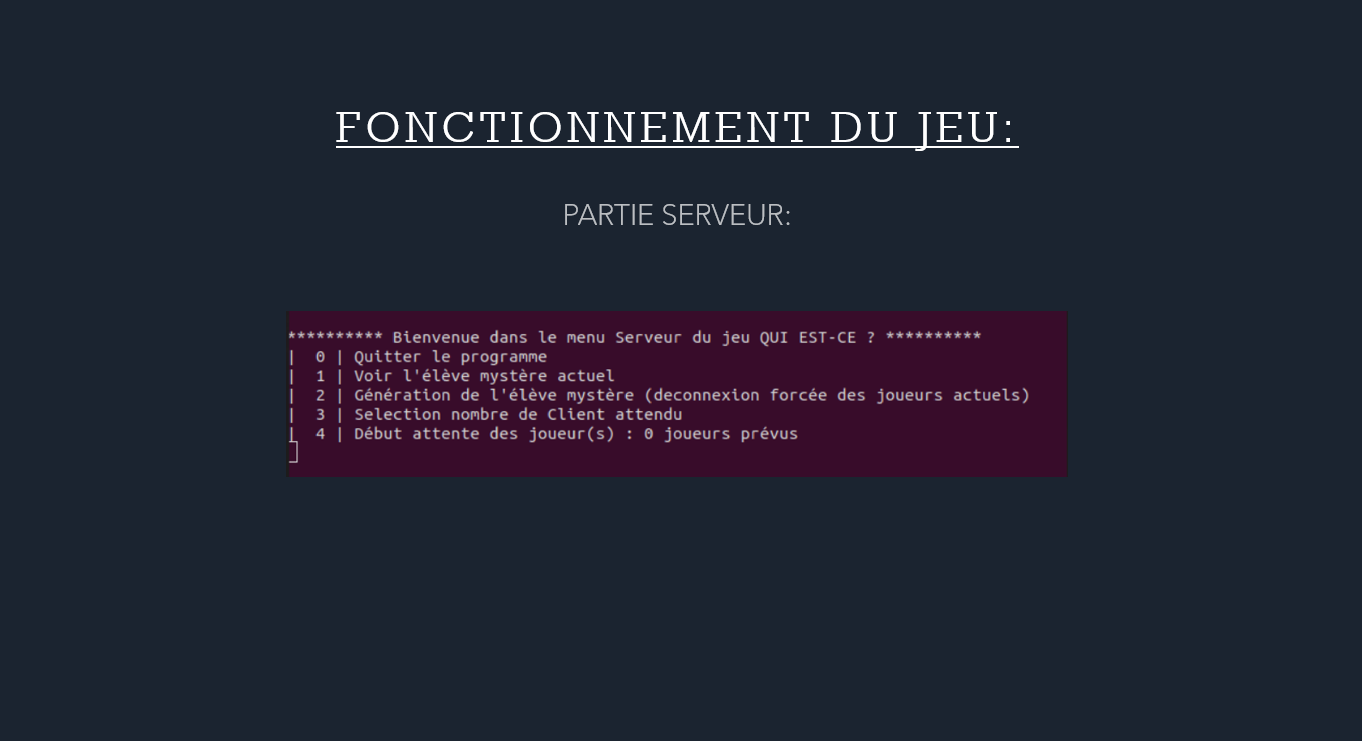 FONCTIONNEMENT DU JEU:
PARTIE SERVEUR:
********** Bienvenue dans le menu Serveur du jeu QUI EST-CE ? **********
|  0 | Quitter le programme
|  1 | Voir l'élève mystère actuel
|  2 | Génération de l'élève mystère (deconnexion forcée des joueurs actuels)
|  3 | Selection nombre de Client attendu
|  4 | Début attente des joueur(s) : 0 joueurs prévus